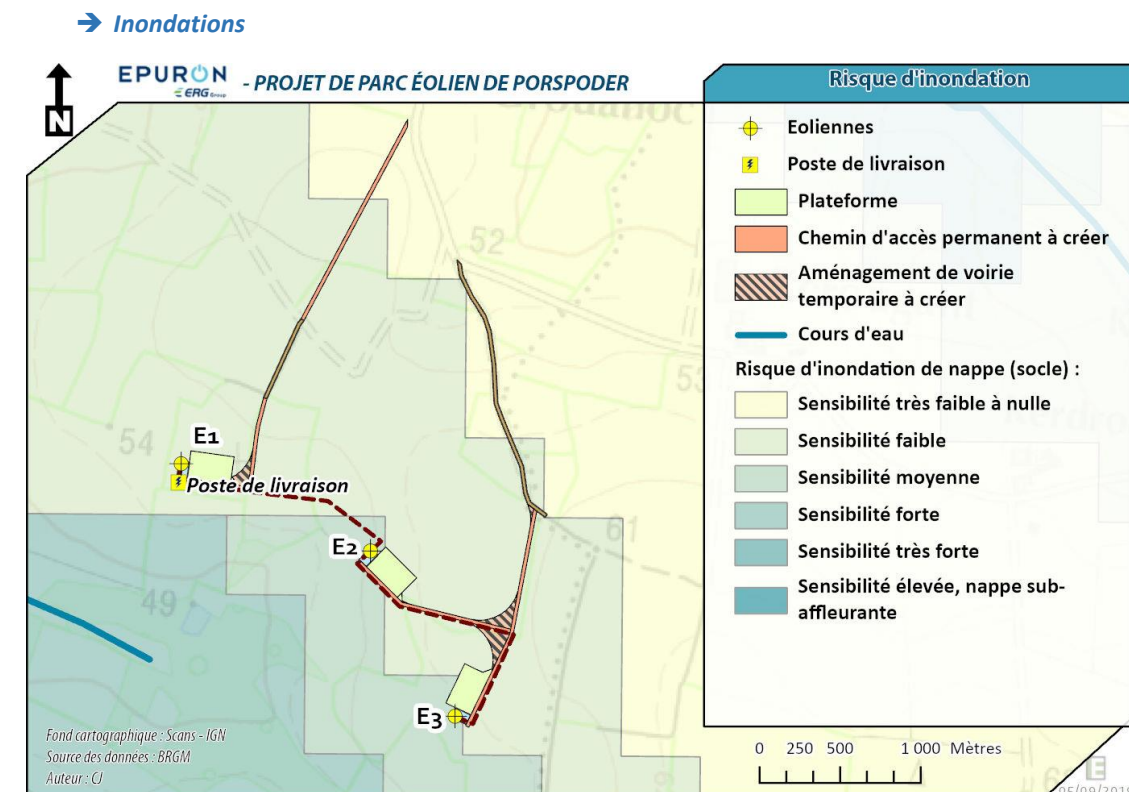 ➔ Inondations
EPURON
ERG Group
- PROJET DE PARC ÉOLIEN DE PORSPODER
N
Risque d'inondation
Eoliennes
Poste de livraison
Plateforme
Chemin d'accès permanent à créer
Aménagement de voirie
temporaire à créer
Cours d'eau
Risque d'inondation de nappe (socle) :
Sensibilité très faible à nulle
Sensibilité faible
Sensibilité moyenne
Sensibilité forte
Sensibilité très forte
Sensibilité élevée, nappe sub-
affleurante
52
53
54
E1
Poste de livraison
E2
61
49
E3
Fond cartographique : Scans - IGN
Source des données : BRGM
Auteur : CJ
0 250 500 1 000 Mètres